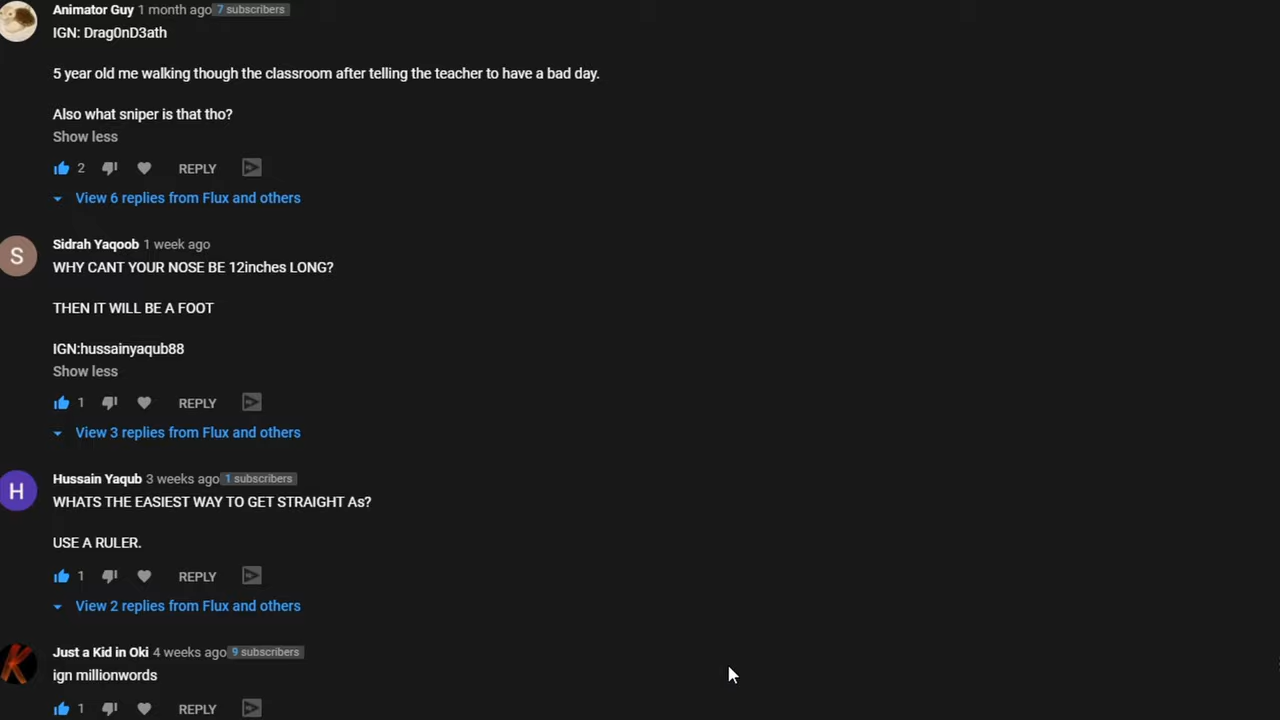 Animator Guy 1 month ago 7 subscribers
IGN: Drag0nD3ath
5 year old me walking though the classroom after telling the teacher to have a bad day.
Also what sniper is that tho?
Show less
2 REPLY
View 6 replies from Flux and others
S
Sidrah Yaqoob 1 week ago
WHY CANT YOUR NOSE BE 12inches LONG?
THEN IT WILL BE A FOOT
IGN:hussainyaqub88
Show less
1 REPLY
View 3 replies from Flux and others
H
Hussain Yaqub 3 weeks ago 1 subscribers
WHATS THE EASIEST WAY TO GET STRAIGHT As?
USE A RULER.
1 REPLY
View 2 replies from Flux and others
K
Just a Kid in Oki 4 weeks ago 9 subscribers
ign millionwords
1 REPLY